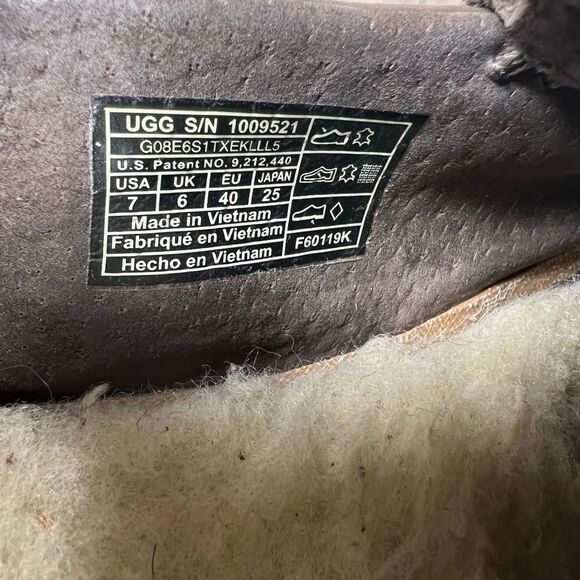 UGG S/N 1009521
G08E6S1TXEKLLL5
U.S. Patent NO. 9,212,440
USA UK EU JAPAN
7 6 40 25
Made in Vietnam
Fabriqué en Vietnam
Hecho en Vietnam
F60119K